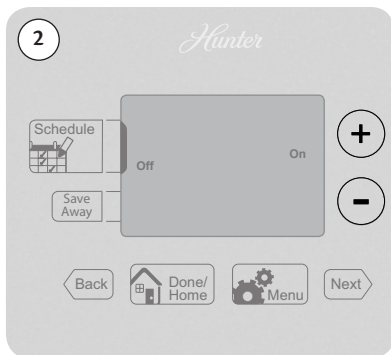 2
Hunter
Schedule
Off
On
+
Save
Away
-
Back
Done/
Home
Menu
Next